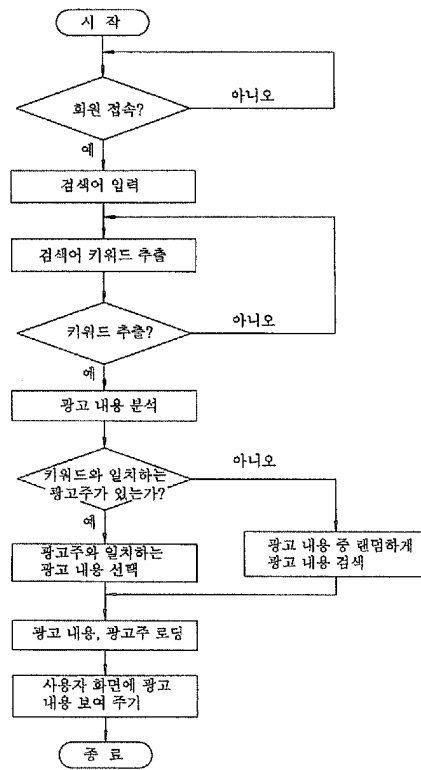 시 작
회원 접속?
아니오
예
검색어 입력
검색어 키워드 추출
키워드 추출?
아니오
예
광고 내용 분석
키워드와 일치하는
광고주가 있는가?
아니오
예
광고주와 일치하는
광고 내용 선택
광고 내용 중 랜덤하게
광고 내용 검색
광고 내용, 광고주 로딩
사용자 화면에 광고
내용 보여 주기
종 료